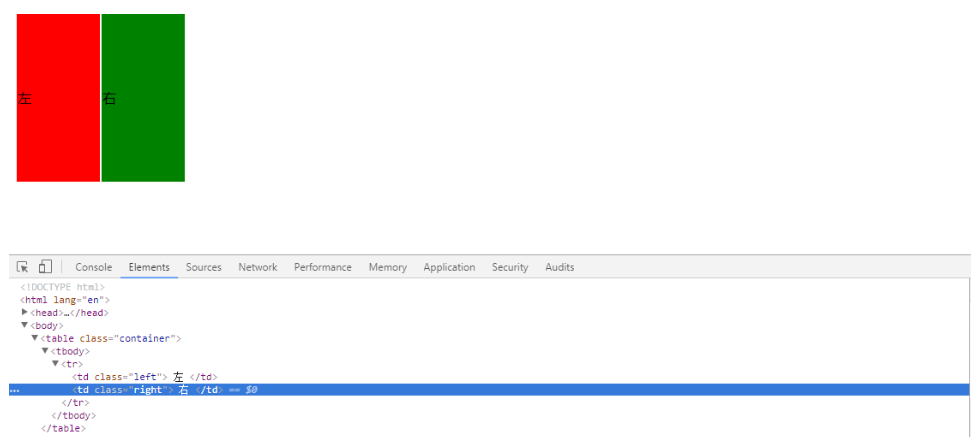 左 右
Console Elements Sources Network Performance Memory Application Security Audits
<!DOCTYPE html>
<html lang="en">
▶<head>…</head>
▼<body>
▼<table class="container">
▼<tbody>
▼<tr>
<td class="left"> 左 </td>
... <td class="right"> 右 </td> == $0
</tr>
</tbody>
</table>